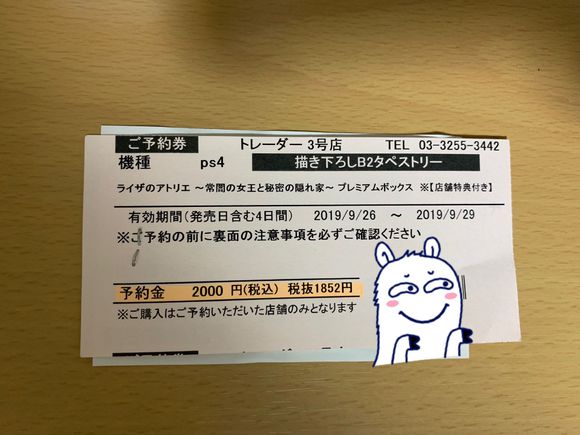 ご予約券 トレーダー 3号店 TEL 03-3255-3442
機種 ps4 描き下ろしB2タペストリー
ライザのアトリエ ～常闇の女王と秘密の隠れ家～ プレミアムボックス ※【店舗特典付き】
有効期間(発売日含む4日間) 2019/9/26 ～ 2019/9/29
※ご予約の前に裏面の注意事項を必ずご確認ください
予約金 2000 円(税込) 税抜1852円
※ご購入はご予約いただいた店舗のみとなります